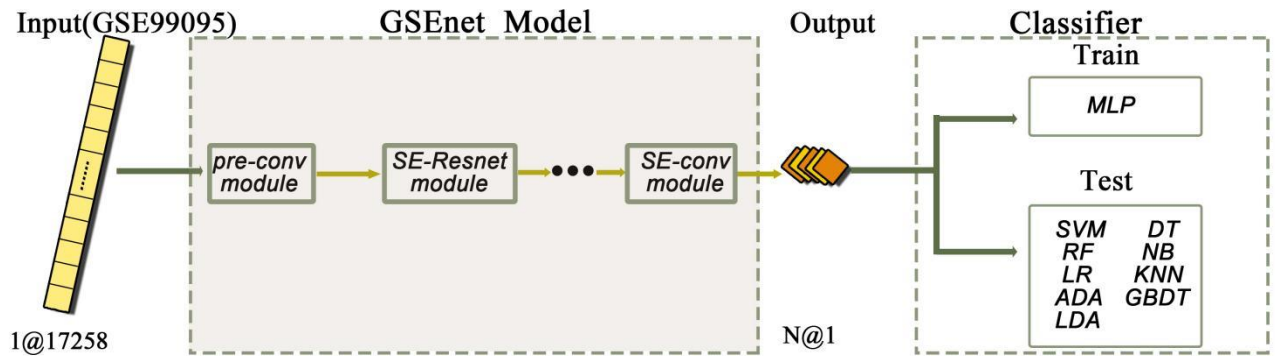 Input(GSE99095)
GSEnet Model
Output
Classifier
Train
MLP
pre-conv
module
SE-Resnet
module
SE-conv
module
Test
SVM DT
RF NB
LR KNN
ADA GBDT
LDA
1@17258
N@1